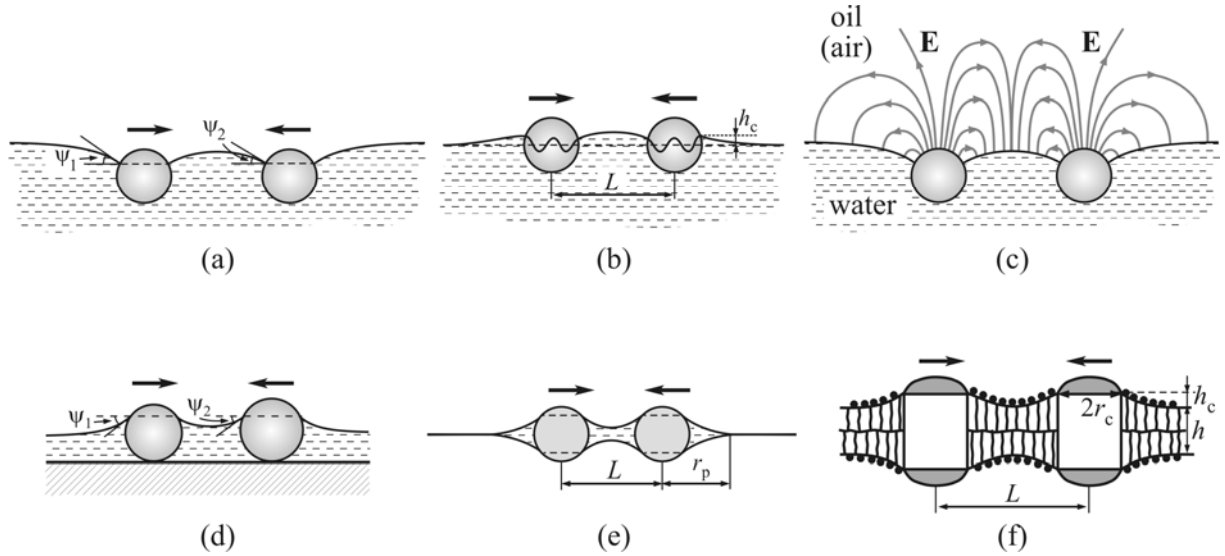 ψ₁
ψ₂
(a)
h_c
L
(b)
oil
(air)
E
E
water
(c)
ψ₁
ψ₂
(d)
L
r_p
(e)
2r_c
h_c
h
L
(f)